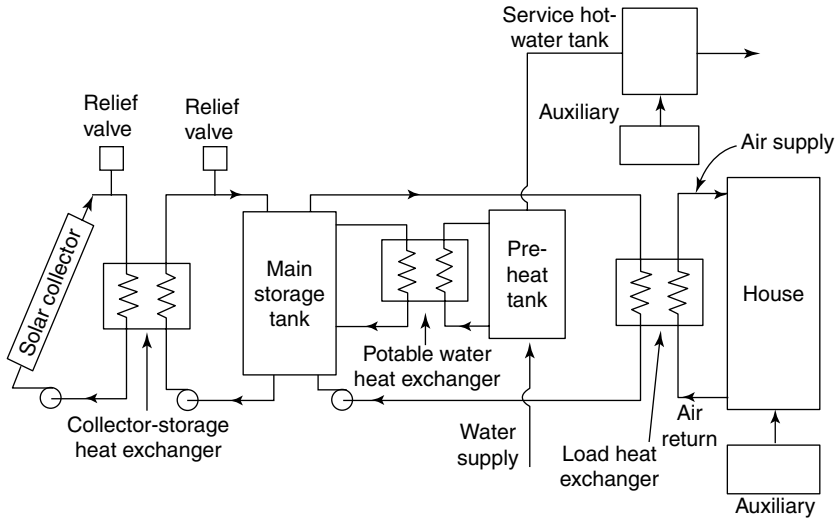 Service hot-
water tank
Relief
valve
Relief
valve
Auxiliary
Air supply
Solar collector
Main
storage
tank
Pre-
heat
tank
House
Potable water
heat exchanger
Collector-storage
heat exchanger
Water
supply
Load heat
exchanger
Air
return
Auxiliary